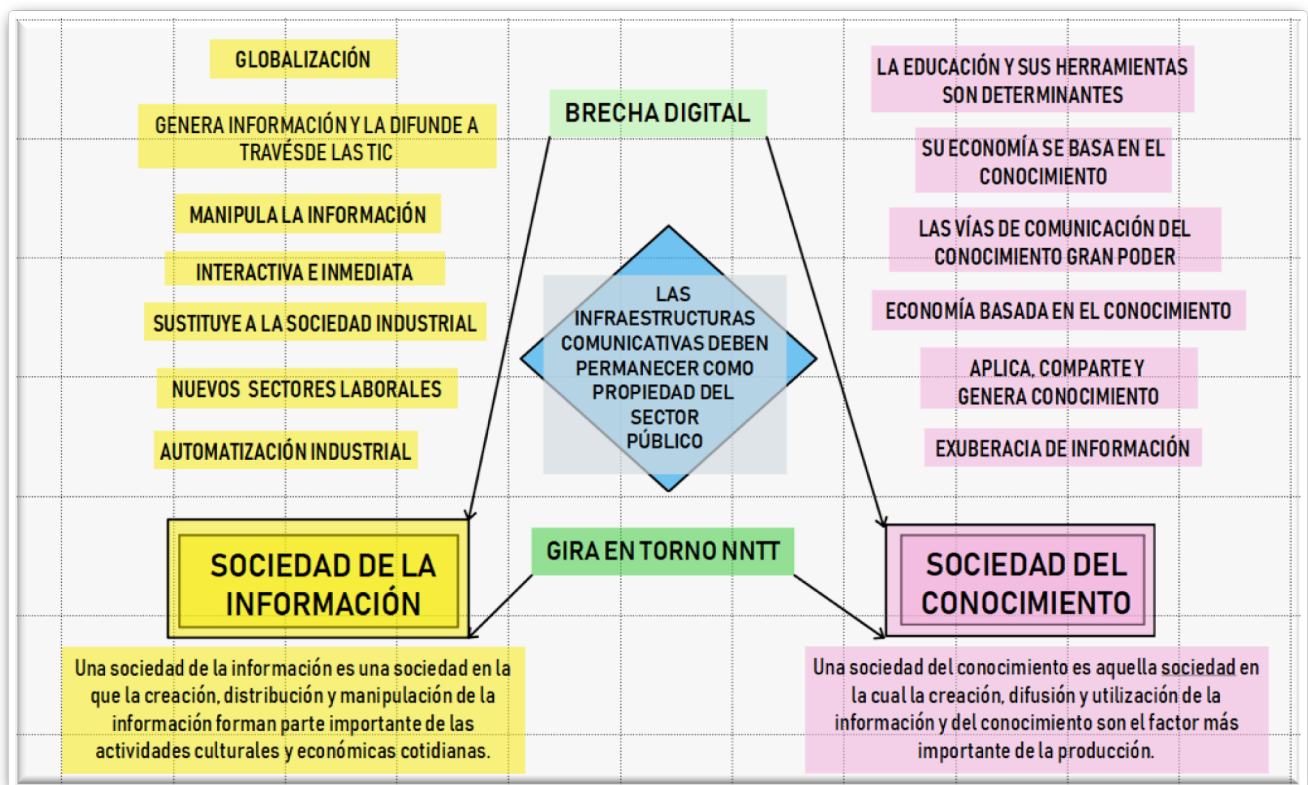 GLOBALIZACIÓN
GENERA INFORMACIÓN Y LA DIFUNDE A
TRAVÉSDE LAS TIC
MANIPULA LA INFORMACIÓN
INTERACTIVA E INMEDIATA
SUSTITUYE A LA SOCIEDAD INDUSTRIAL
NUEVOS SECTORES LABORALES
AUTOMATIZACIÓN INDUSTRIAL
BRECHA DIGITAL
LAS
INFRAESTRUCTURAS
COMUNICATIVAS DEBEN
PERMANECER COMO
PROPIEDAD DEL
SECTOR
PÚBLICO
GIRA EN TORNO NNTT
LA EDUCACIÓN Y SUS HERRAMIENTAS
SON DETERMINANTES
SU ECONOMÍA SE BASA EN EL
CONOCIMIENTO
LAS VÍAS DE COMUNICACIÓN DEL
CONOCIMIENTO GRAN PODER
ECONOMÍA BASADA EN EL CONOCIMIENTO
APLICA, COMPARTE Y
GENERA CONOCIMIENTO
EXUBERACIA DE INFORMACIÓN
SOCIEDAD DE LA
INFORMACIÓN
Una sociedad de la información es una sociedad en la
que la creación, distribución y manipulación de la
información forman parte importante de las
actividades culturales y económicas cotidianas.
SOCIEDAD DEL
CONOCIMIENTO
Una sociedad del conocimiento es aquella sociedad en
la cual la creación, difusión y utilización de la
información y del conocimiento son el factor más
importante de la producción.